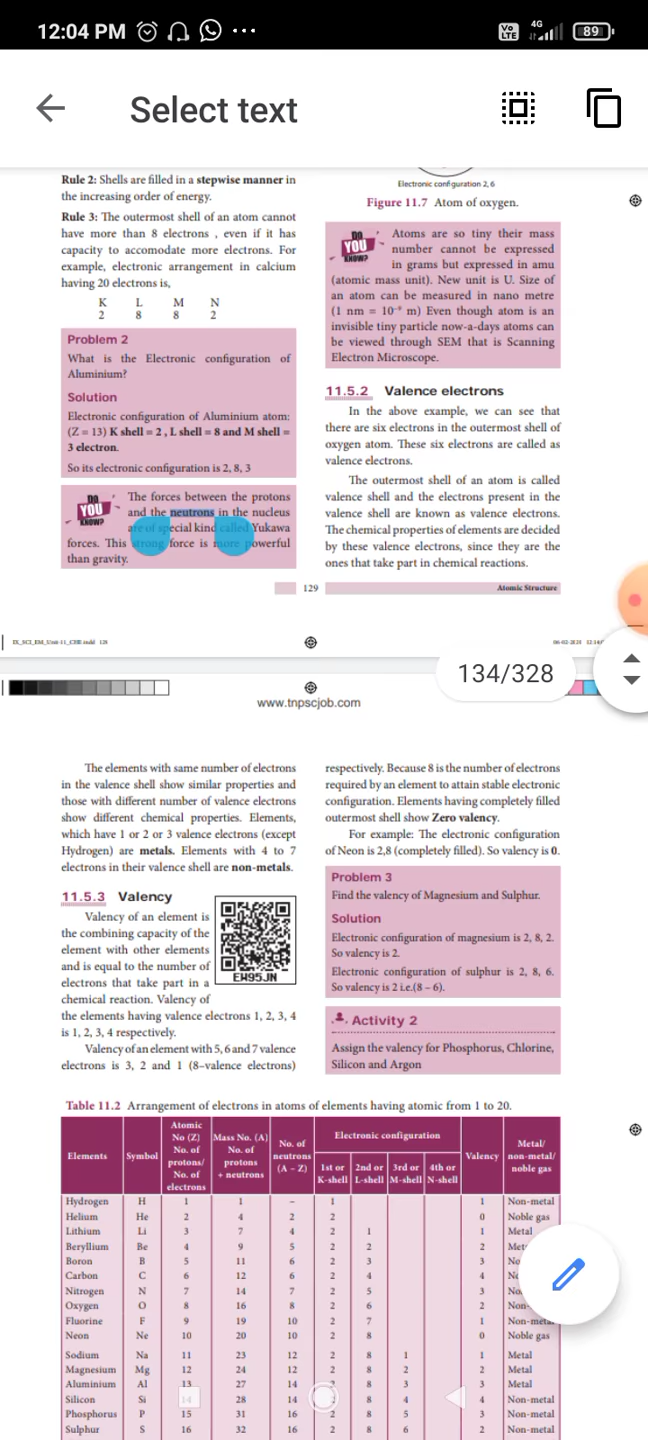 12:04 PM
Vo LTE 4G 89
Select text
Rule 2: Shells are filled in a stepwise manner in
the increasing order of energy.
Rule 3: The outermost shell of an atom cannot
have more than 8 electrons , even if it has
capacity to accomodate more electrons. For
example, electronic arrangement in calcium
having 20 electrons is,
K L M N
2 8 8 2
Problem 2
What is the Electronic configuration of
Aluminium?
Solution
Electronic configuration of Aluminium atom:
(Z = 13) K shell = 2 , L shell = 8 and M shell =
3 electron.
So its electronic configuration is 2, 8, 3
DO YOU KNOW?
The forces between the protons
and the neutrons in the nucleus
are of special kind called Yukawa
forces. This strong force is more powerful
than gravity.
Electronic configuration 2, 6
Figure 11.7 Atom of oxygen.
DO YOU KNOW?
Atoms are so tiny their mass
number cannot be expressed
in grams but expressed in amu
(atomic mass unit). New unit is U. Size of
an atom can be measured in nano metre
(1 nm = 10⁻⁹ m) Even though atom is an
invisible tiny particle now-a-days atoms can
be viewed through SEM that is Scanning
Electron Microscope.
11.5.2 Valence electrons
In the above example, we can see that
there are six electrons in the outermost shell of
oxygen atom. These six electrons are called as
valence electrons.
The outermost shell of an atom is called
valence shell and the electrons present in the
valence shell are known as valence electrons.
The chemical properties of elements are decided
by these valence electrons, since they are the
ones that take part in chemical reactions.
129
Atomic Structure
134/328
www.tnpscjob.com
The elements with same number of electrons
in the valence shell show similar properties and
those with different number of valence electrons
show different chemical properties. Elements,
which have 1 or 2 or 3 valence electrons (except
Hydrogen) are metals. Elements with 4 to 7
electrons in their valence shell are non-metals.
11.5.3 Valency
Valency of an element is
the combining capacity of the
element with other elements
and is equal to the number of
electrons that take part in a
chemical reaction. Valency of
the elements having valence electrons 1, 2, 3, 4
is 1, 2, 3, 4 respectively.
Valency of an element with 5, 6 and 7 valence
electrons is 3, 2 and 1 (8–valence electrons)
EW95JN
respectively. Because 8 is the number of electrons
required by an element to attain stable electronic
configuration. Elements having completely filled
outermost shell show Zero valency.
For example: The electronic configuration
of Neon is 2,8 (completely filled). So valency is 0.
Problem 3
Find the valency of Magnesium and Sulphur.
Solution
Electronic configuration of magnesium is 2, 8, 2.
So valency is 2.
Electronic configuration of sulphur is 2, 8, 6.
So valency is 2 i.e.(8 – 6).
Activity 2
Assign the valency for Phosphorus, Chlorine,
Silicon and Argon
Table 11.2 Arrangement of electrons in atoms of elements having atomic from 1 to 20.
Elements Symbol Atomic No (Z) No. of protons/ No. of electrons Mass No. (A) No. of protons + neutrons No. of neutrons (A – Z) Electronic configuration Valency Metal/ non-metal/ noble gas
1st or K-shell 2nd or L-shell 3rd or M-shell 4th or N-shell
Hydrogen H 1 1 – 1 1 Non-metal
Helium He 2 4 2 2 0 Noble gas
Lithium Li 3 7 4 2 1 1 Metal
Beryllium Be 4 9 5 2 2 2
Boron B 5 11 6 2 3 3
Carbon C 6 12 6 2 4 4
Nitrogen N 7 14 7 2 5 3
Oxygen O 8 16 8 2 6 2
Fluorine F 9 19 10 2 7 1 Non-metal
Neon Ne 10 20 10 2 8 0 Noble gas
Sodium Na 11 23 12 2 8 1 1 Metal
Magnesium Mg 12 24 12 2 8 2 2 Metal
Aluminium Al 13 27 14 2 8 3 3 Metal
Silicon Si 14 28 14 2 8 4 4 Non-metal
Phosphorus P 15 31 16 2 8 5 3 Non-metal
Sulphur S 16 32 16 2 8 6 2 Non-metal